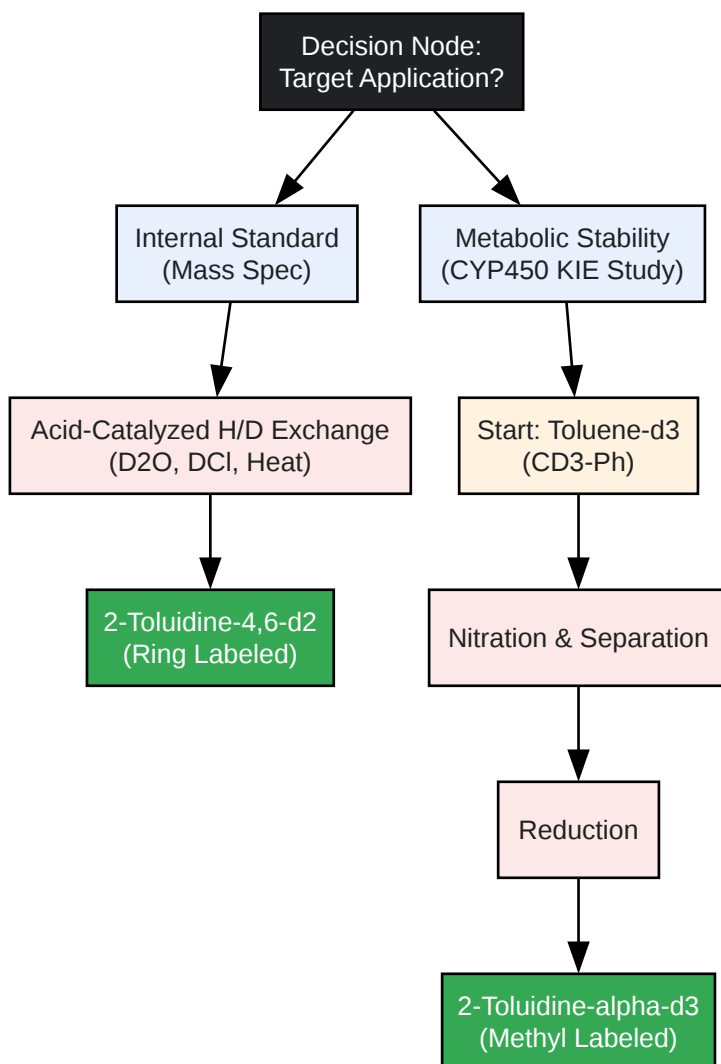 Decision Node:
Target Application?
Internal Standard
(Mass Spec)
Metabolic Stability
(CYP450 KIE Study)
Acid-Catalyzed H/D Exchange
(D2O, DCl, Heat)
Start: Toluene-d3
(CD3-Ph)
2-Toluidine-4,6-d2
(Ring Labeled)
Nitration & Separation
Reduction
2-Toluidine-alpha-d3
(Methyl Labeled)